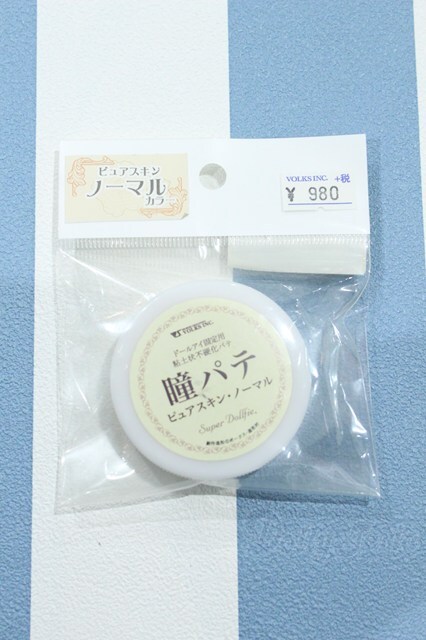 ピュアスキン
ノーマル
カラー
VOLKS INC. +税
¥ 980
VOLKS INC.
ドールアイ固定用
粘土状不硬化パテ
瞳パテ
ピュアスキン・ノーマル
Super Dollfie®